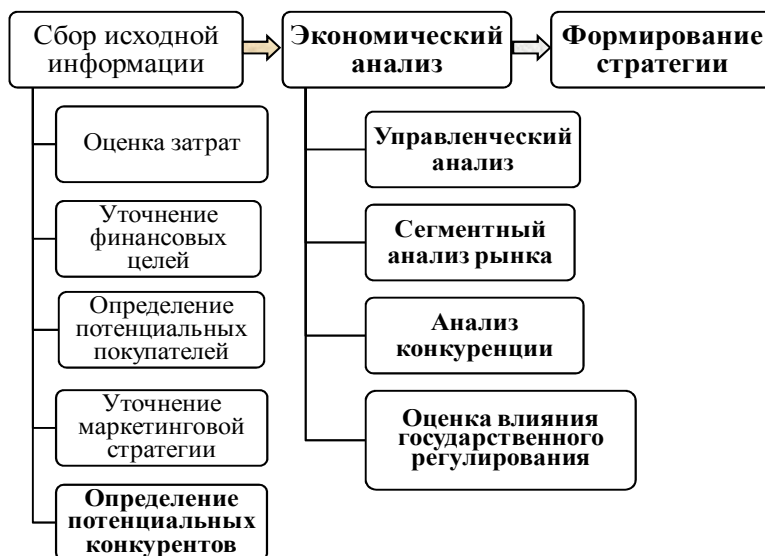 Сбор исходной
информации
Экономический
анализ
Формирование
стратегии
Оценка затрат
Уточнение
финансовых
целей
Определение
потенциальных
покупателей
Уточнение
маркетинговой
стратегии
Определение
потенциальных
конкурентов
Управленческий
анализ
Сегментный
анализ рынка
Анализ
конкуренции
Оценка влияния
государственного
регулирования